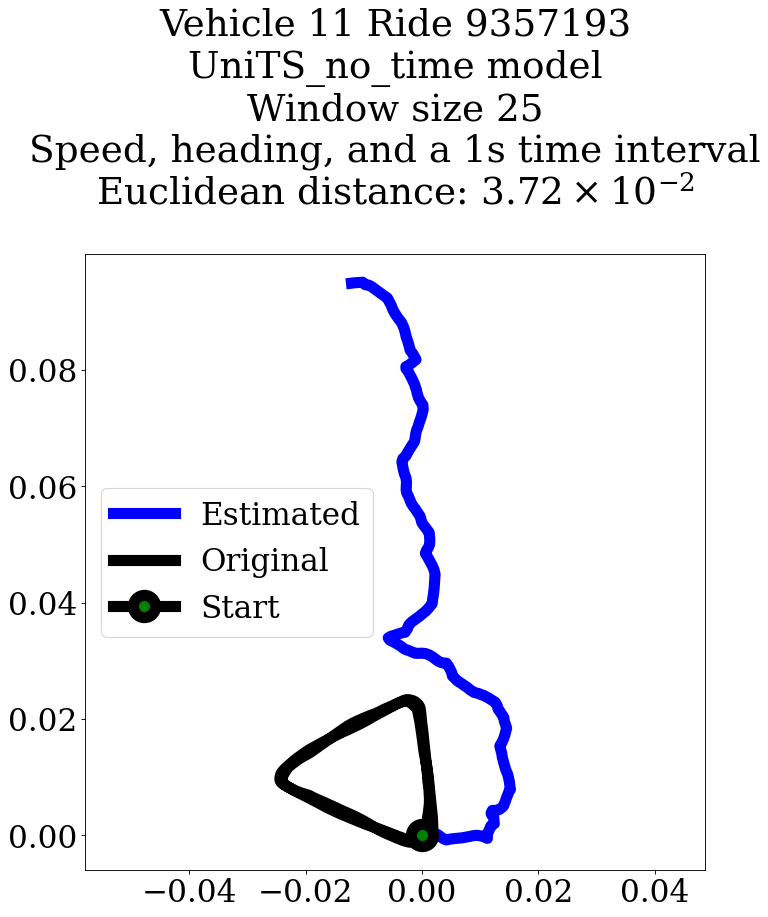 Vehicle 11 Ride 9357193
UniTS_no_time model
Window size 25
Speed, heading, and a 1s time interval
Euclidean distance: 3.72 × 10⁻²
0.08
0.06
0.04
0.02
0.00
Estimated
Original
Start
−0.04 −0.02 0.00 0.02 0.04